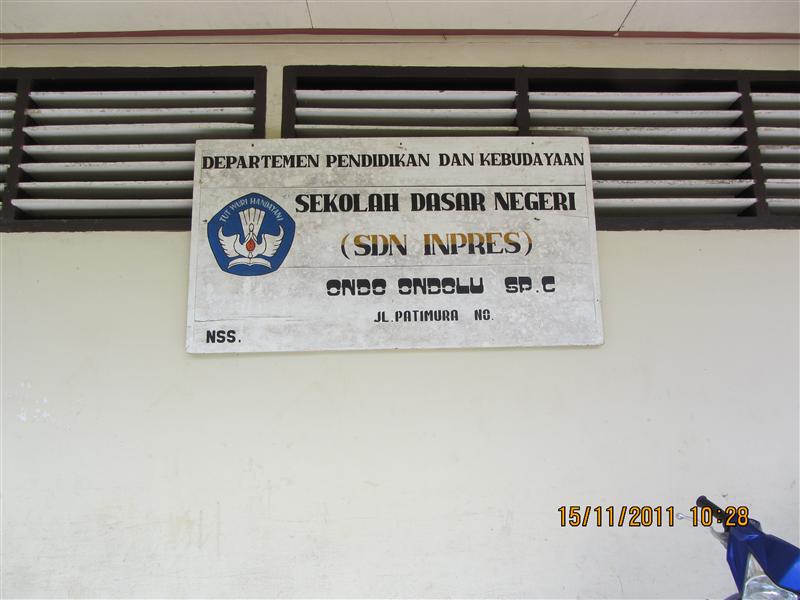 DEPARTEMEN PENDIDIKAN DAN KEBUDAYAAN
TUT WURI HANDAYANI
SEKOLAH DASAR NEGERI
(SDN INPRES)
ONDO ONDOLU SP.C
JL.PATIMURA NO.
NSS.
15/11/2011 10:28